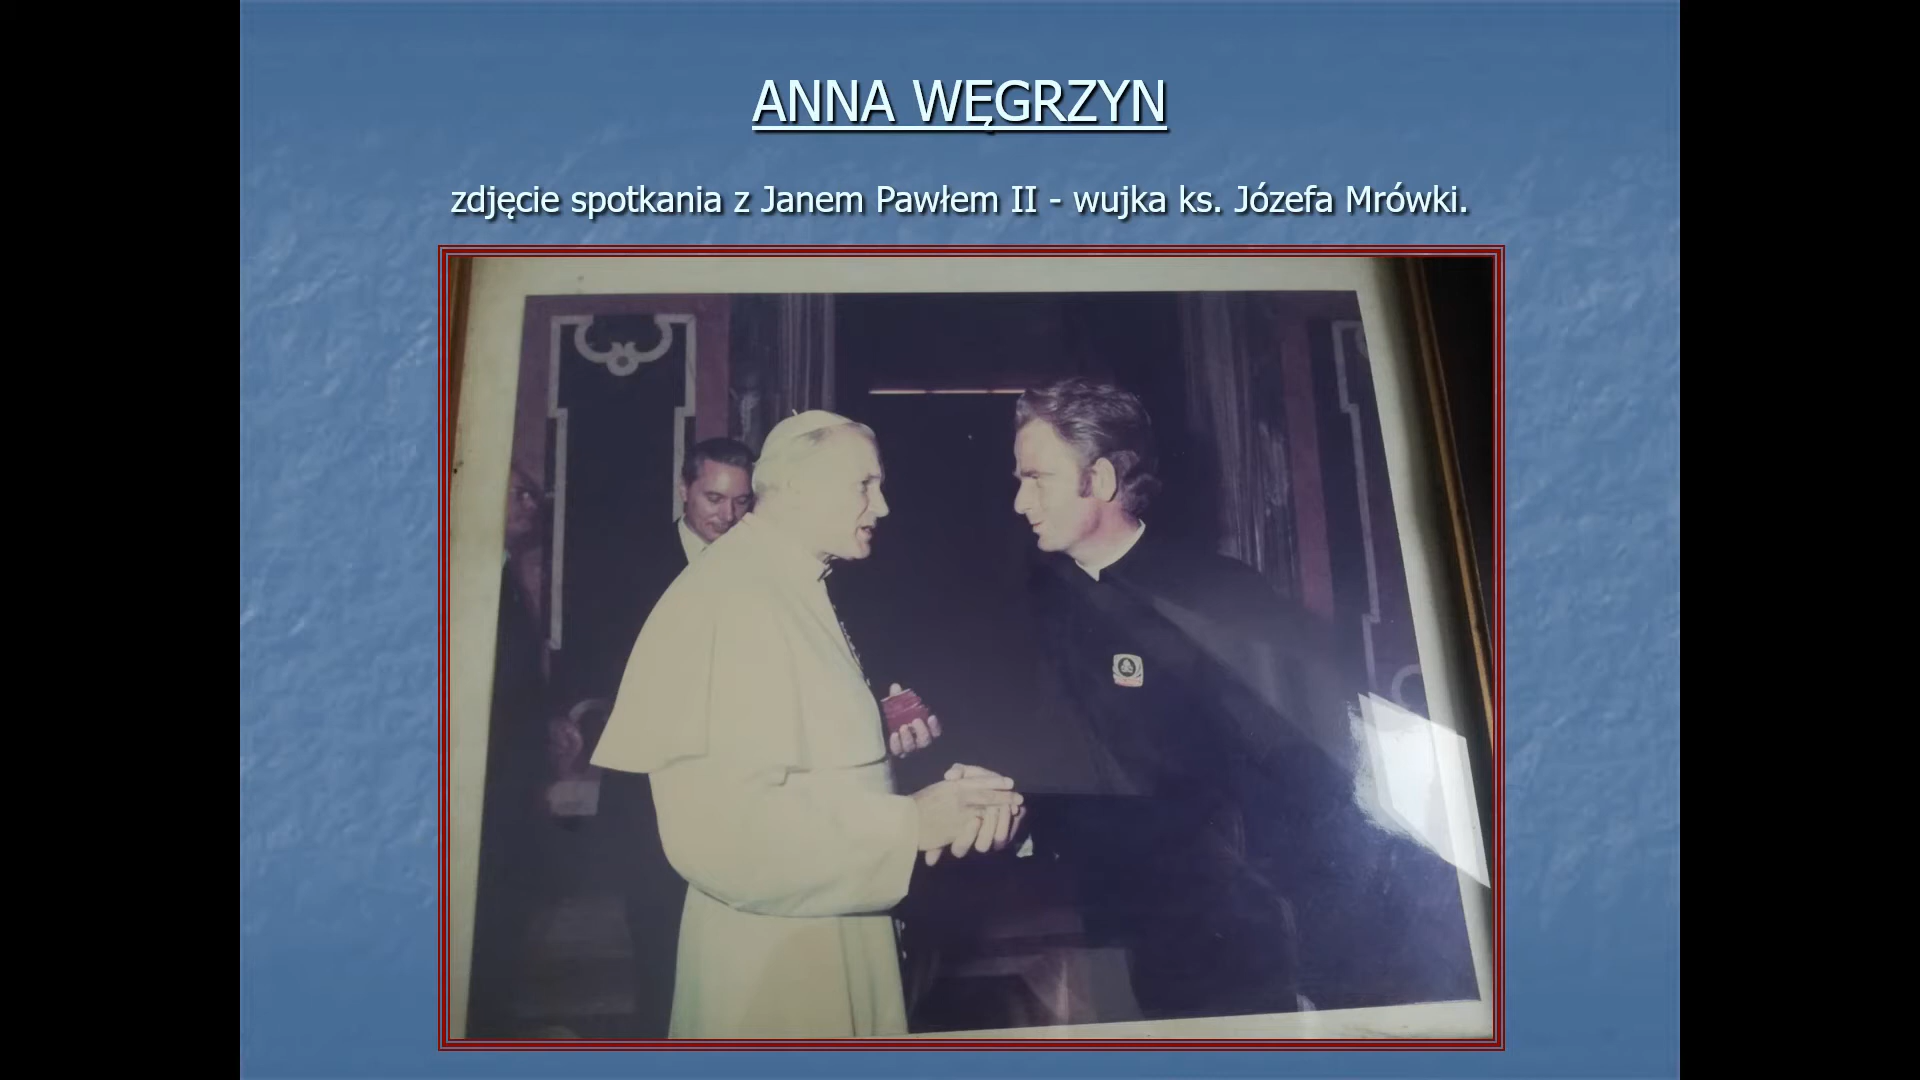 ANNA WĘGRZYN
zdjęcie spotkania z Janem Pawłem II - wujka ks. Józefa Mrówki.